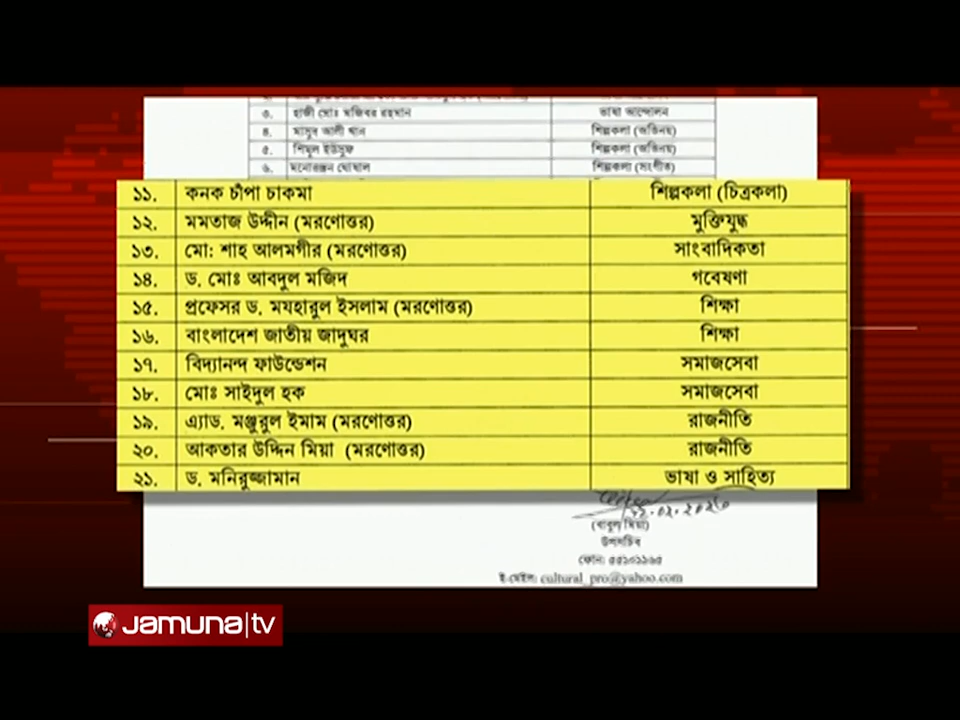 ৩. হাজী মোঃ মজিবর রহমান ভাষা আন্দোলন
৪. মাসুদ আলী খান শিল্পকলা (অভিনয়)
৫. শিমুল ইউসুফ শিল্পকলা (অভিনয়)
৬. মনোরঞ্জন ঘোষাল শিল্পকলা (সংগীত)
১১. কনক চাঁপা চাকমা শিল্পকলা (চিত্রকলা)
১২. মমতাজ উদ্দীন (মরণোত্তর) মুক্তিযুদ্ধ
১৩. মো: শাহ আলমগীর (মরণোত্তর) সাংবাদিকতা
১৪. ড. মোঃ আবদুল মজিদ গবেষণা
১৫. প্রফেসর ড. মযহারুল ইসলাম (মরণোত্তর) শিক্ষা
১৬. বাংলাদেশ জাতীয় জাদুঘর শিক্ষা
১৭. বিদ্যানন্দ ফাউন্ডেশন সমাজসেবা
১৮. মোঃ সাইদুল হক সমাজসেবা
১৯. এ্যাড. মঞ্জুরুল ইমাম (মরণোত্তর) রাজনীতি
২০. আকতার উদ্দিন মিয়া (মরণোত্তর) রাজনীতি
২১. ড. মনিরুজ্জামান ভাষা ও সাহিত্য
(বাবুল মিয়া)
উপসচিব
ফোন: ৫৫১০১১৬৫
ই-মেইল: cultural_pro@yahoo.com
Jamuna|tv